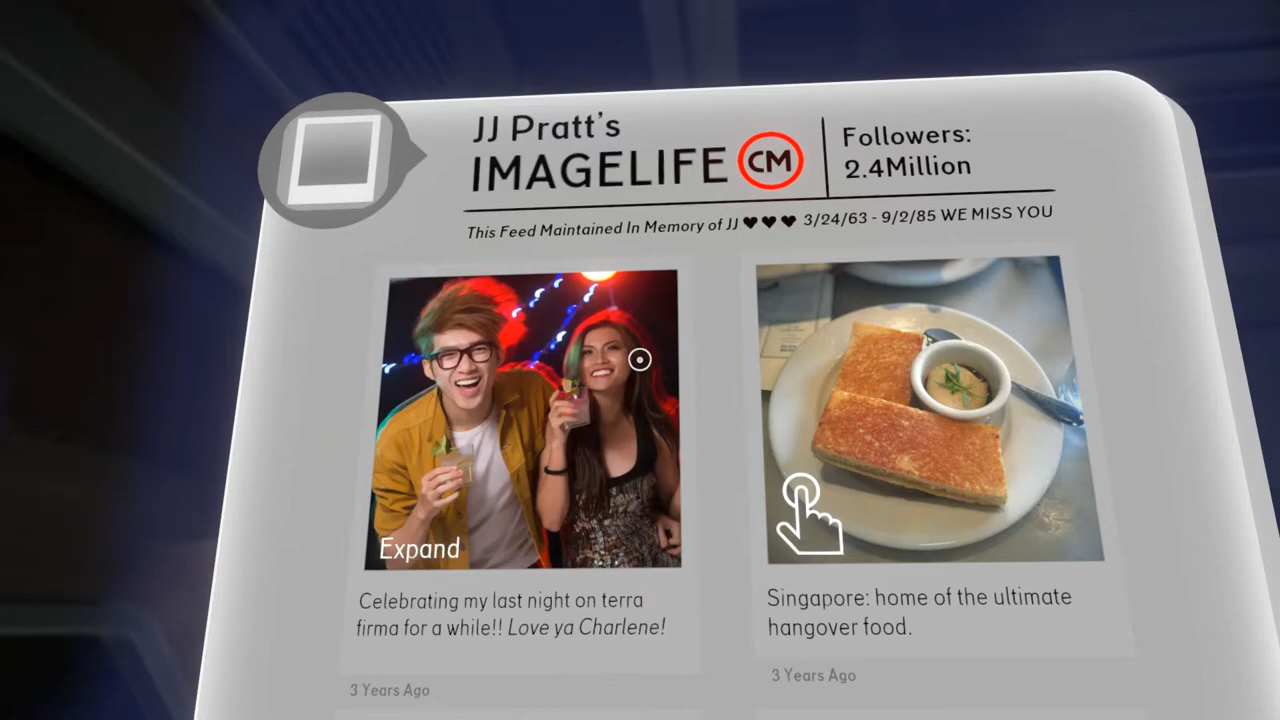 JJ Pratt's
IMAGELIFE CM
Followers:
2.4Million
This Feed Maintained In Memory of JJ ♥♥♥ 3/24/63 - 9/2/85 WE MISS YOU
Expand
Celebrating my last night on terra
firma for a while!! Love ya Charlene!
3 Years Ago
Singapore: home of the ultimate
hangover food.
3 Years Ago